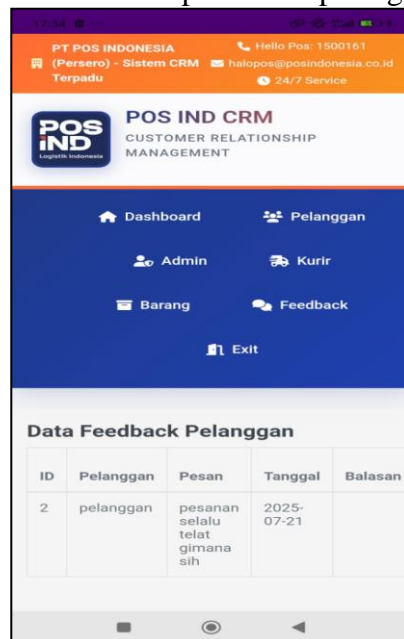 17:34
PT POS INDONESIA
(Persero) - Sistem CRM
Terpadu
Hello Pos: 1500161
halopos@posindonesia.co.id
24/7 Service
POS
IND
Logistik Indonesia
POS IND CRM
CUSTOMER RELATIONSHIP
MANAGEMENT
Dashboard
Pelanggan
Admin
Kurir
Barang
Feedback
Exit
Data Feedback Pelanggan
ID Pelanggan Pesan Tanggal Balasan
2 pelanggan pesanan 2025-
selalu 07-21
telat
gimana
sih